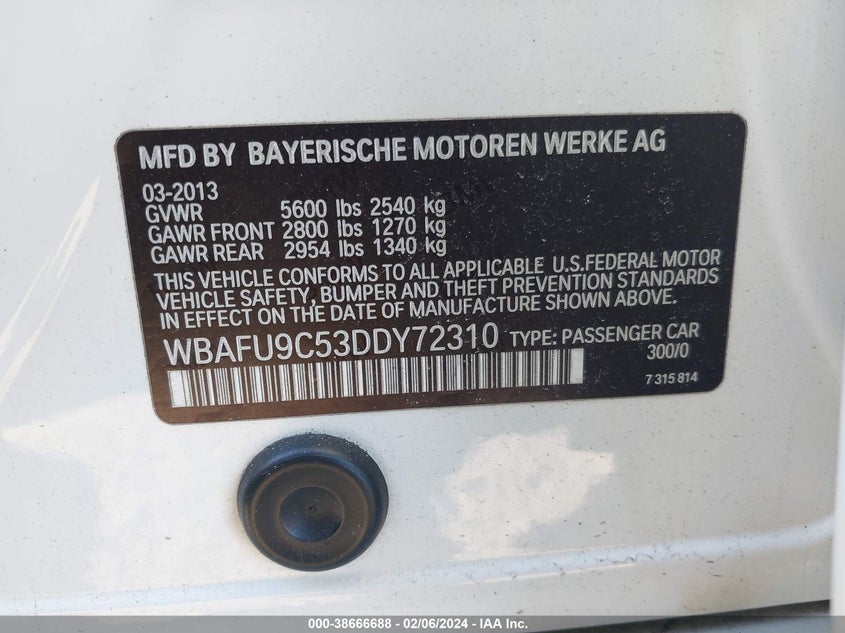 MFD BY BAYERISCHE MOTOREN WERKE AG
03-2013
GVWR 5600 lbs 2540 kg
GAWR FRONT 2800 lbs 1270 kg
GAWR REAR 2954 lbs 1340 kg
THIS VEHICLE CONFORMS TO ALL APPLICABLE U.S.FEDERAL MOTOR
VEHICLE SAFETY, BUMPER AND THEFT PREVENTION STANDARDS
IN EFFECT ON THE DATE OF MANUFACTURE SHOWN ABOVE.
WBAFU9C53DDY72310 TYPE: PASSENGER CAR
300/0
7 315 814
000-38666688 - 02/06/2024 - IAA Inc.